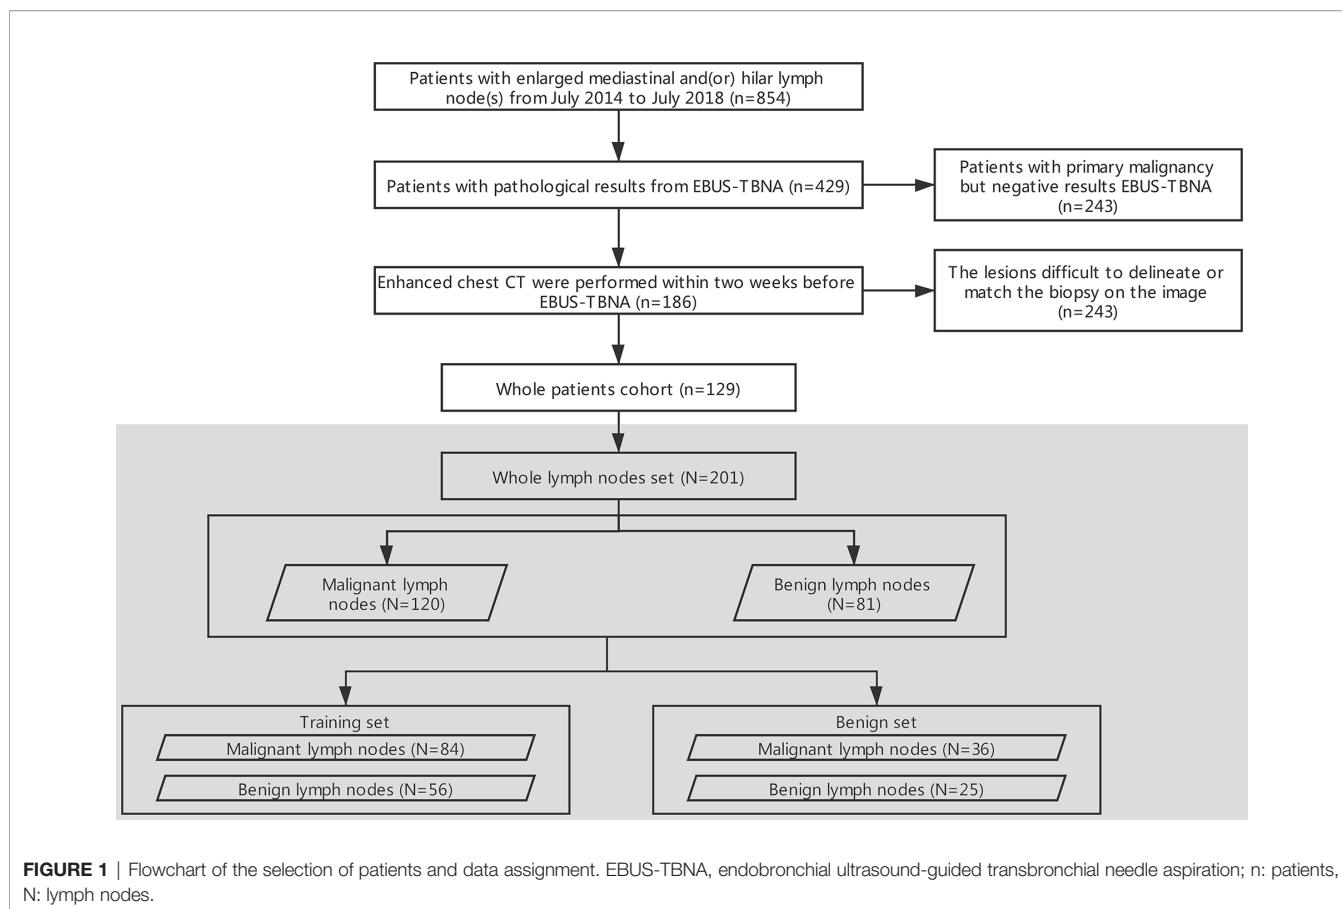 Patients with enlarged mediastinal and(or) hilar lymph
node(s) from July 2014 to July 2018 (n=854)
Patients with pathological results from EBUS-TBNA (n=429)
Patients with primary malignancy
but negative results EBUS-TBNA
(n=243)
Enhanced chest CT were performed within two weeks before
EBUS-TBNA (n=186)
The lesions difficult to delineate or
match the biopsy on the image
(n=243)
Whole patients cohort (n=129)
Whole lymph nodes set (N=201)
Malignant lymph
nodes (N=120)
Benign lymph nodes
(N=81)
Training set
Malignant lymph nodes (N=84)
Benign lymph nodes (N=56)
Benign set
Malignant lymph nodes (N=36)
Benign lymph nodes (N=25)
FIGURE 1 | Flowchart of the selection of patients and data assignment. EBUS-TBNA, endobronchial ultrasound-guided transbronchial needle aspiration; n: patients,
N: lymph nodes.